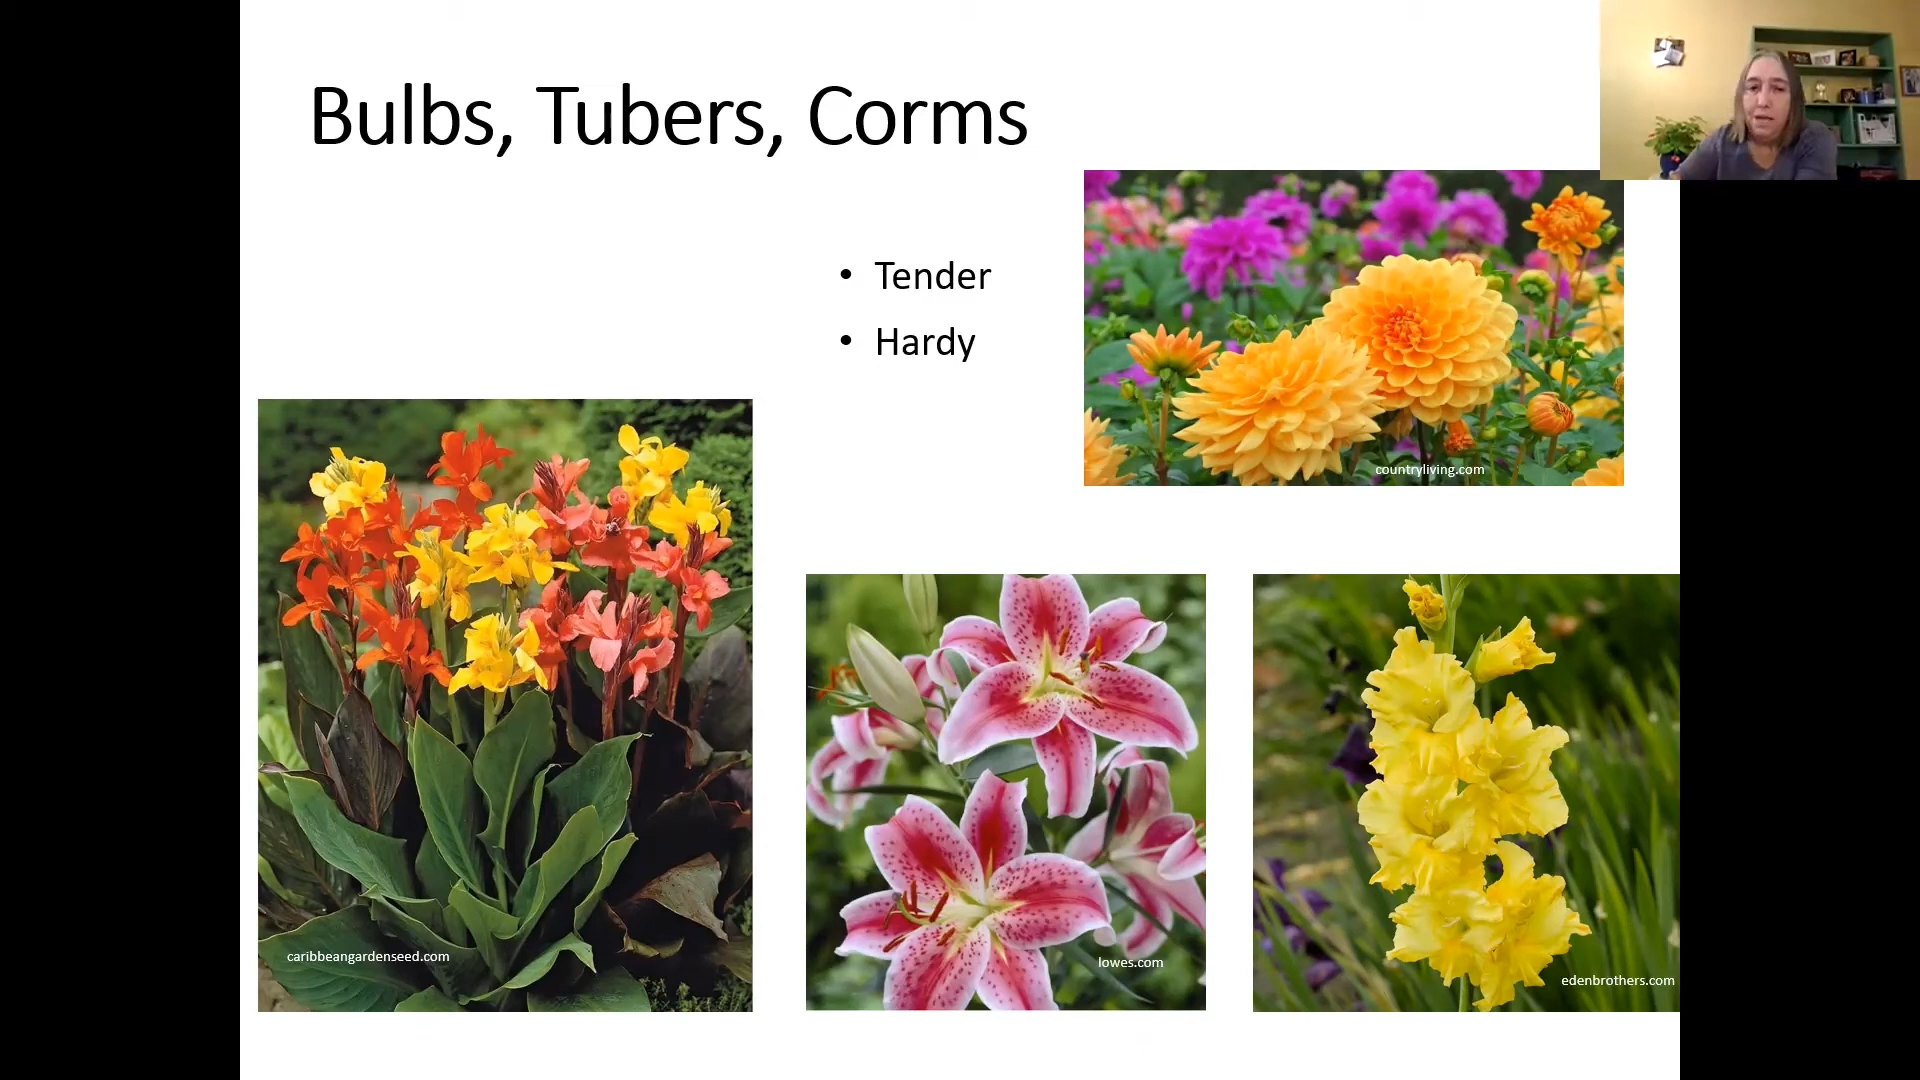 Bulbs, Tubers, Corms
• Tender
• Hardy
countryliving.com
caribbeangardenseed.com
lowes.com
edenbrothers.com